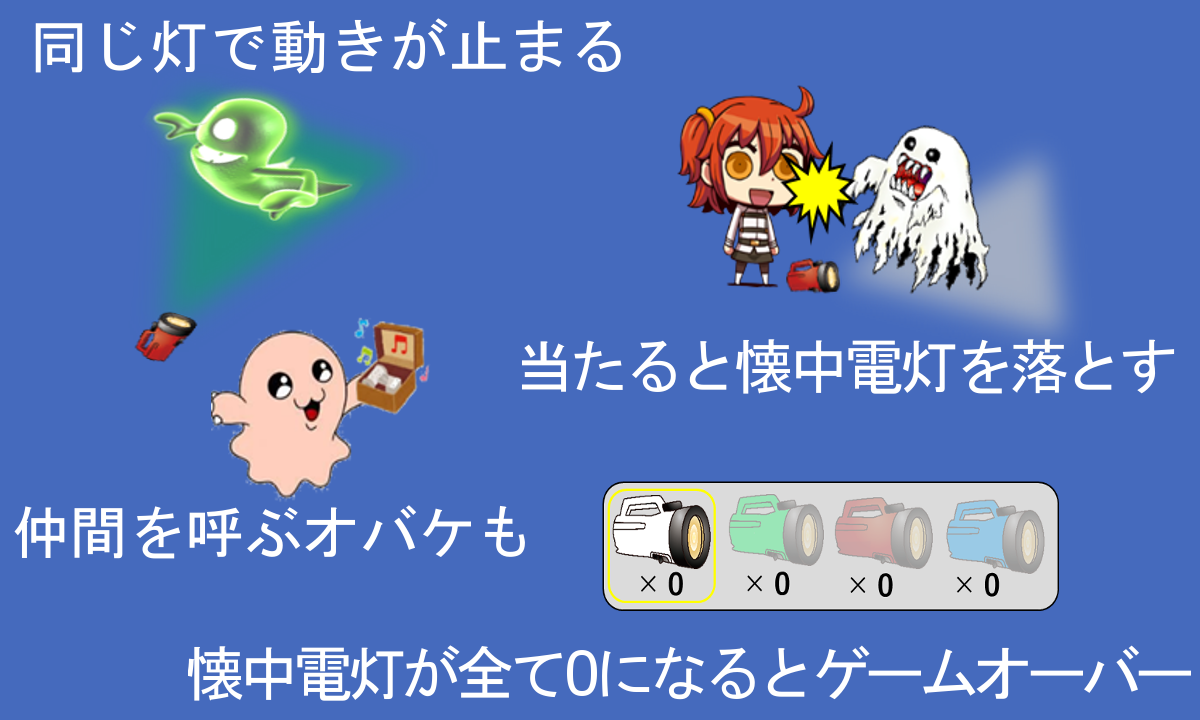 同じ灯で動きが止まる
当たると懐中電灯を落とす
仲間を呼ぶオバケも
×0 ×0 ×0 ×0
懐中電灯が全て0になるとゲームオーバー